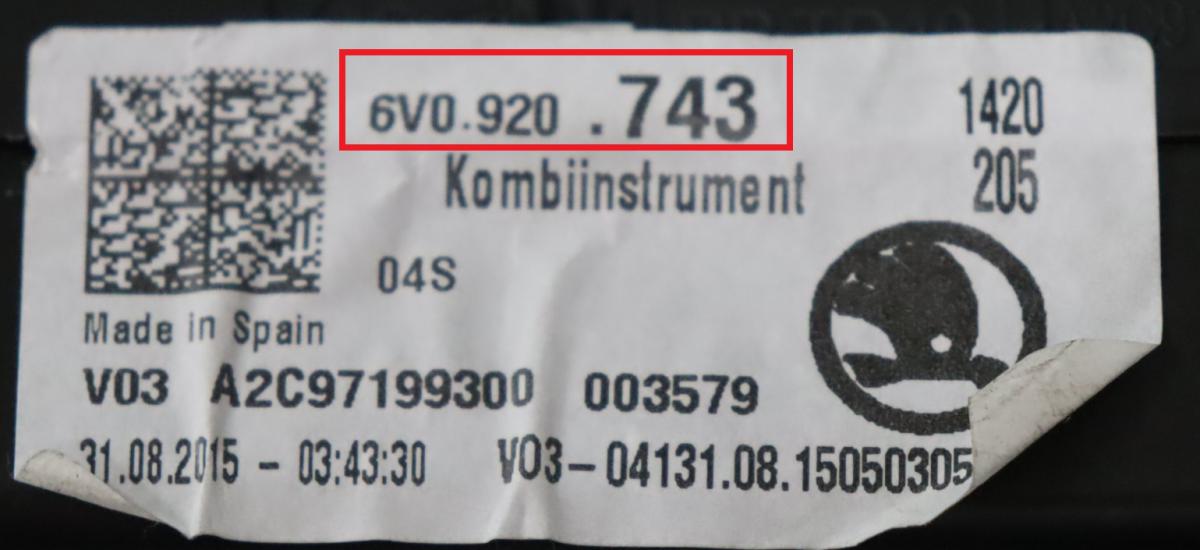 6V0.920 .743 1420
Kombiinstrument 205
04S
Made in Spain
V03 A2C97199300 003579
31.08.2015 - 03:43:30 VO3-04131.08.15050305